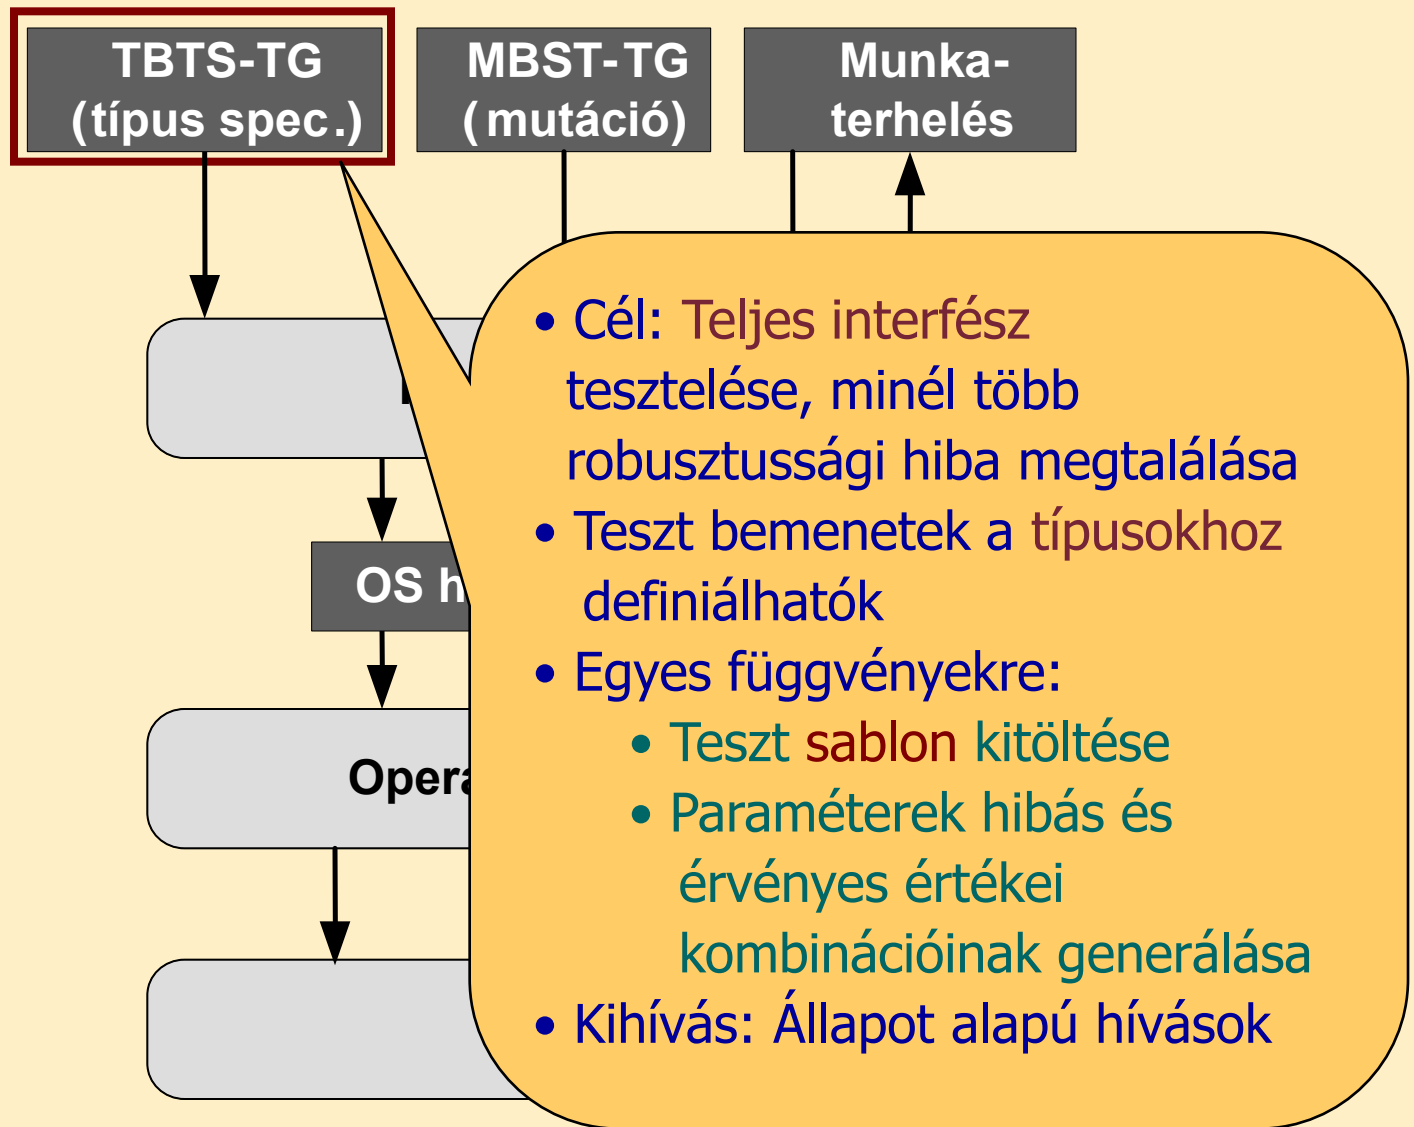 TBTS-TG
(típus spec.)
MBST-TG
(mutáció)
Munka-
terhelés
• Cél: Teljes interfész
tesztelése, minél több
robusztussági hiba megtalálása
• Teszt bemenetek a típusokhoz
definiálhatók
• Egyes függvényekre:
• Teszt sablon kitöltése
• Paraméterek hibás és
érvényes értékei
kombinációinak generálása
• Kihívás: Állapot alapú hívások
OS h
Opera